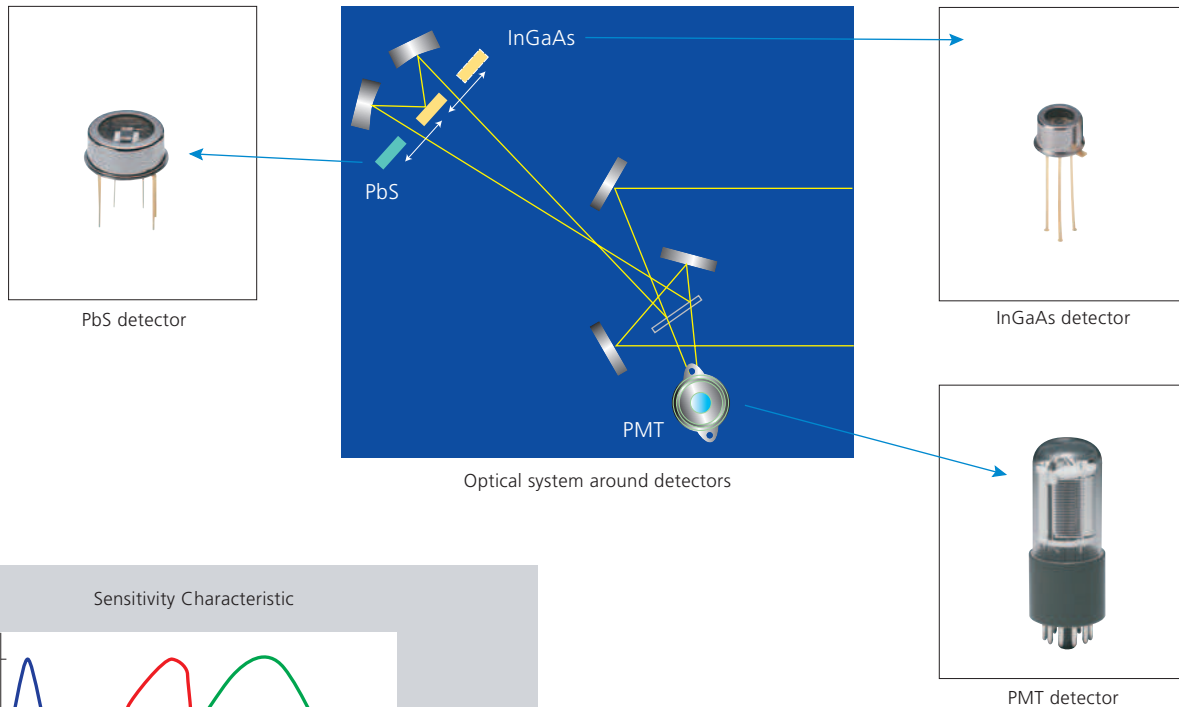 InGaAs
PbS
PbS detector
InGaAs detector
PMT
Optical system around detectors
Sensitivity Characteristic
PMT detector